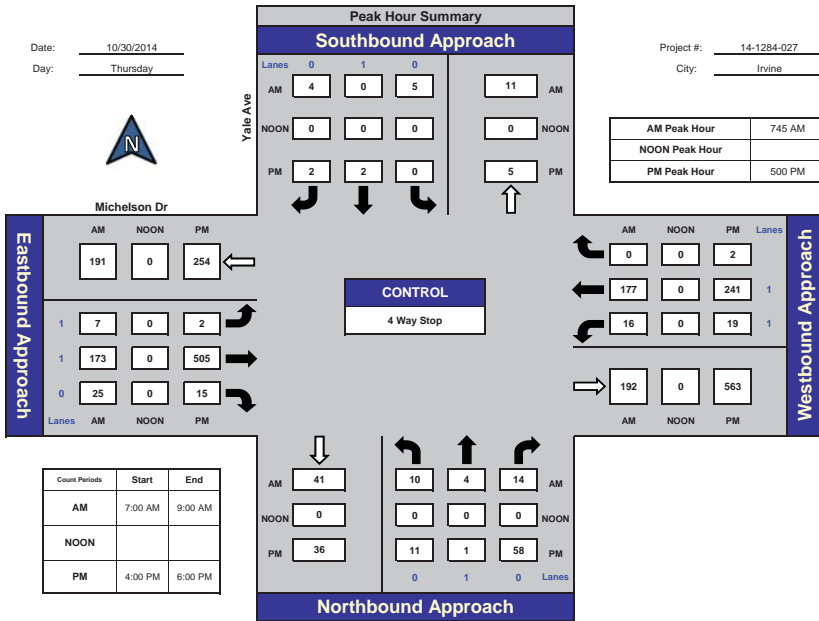 Peak Hour Summary
Southbound Approach
Date: 10/30/2014
Day: Thursday
Project #: 14-1284-027
City: Irvine
Lanes 0 1 0
AM 4 0 5 11 AM
NOON 0 0 0 0 NOON
PM 2 2 0 5 PM
Yale Ave
N
AM Peak Hour 745 AM
NOON Peak Hour
PM Peak Hour 500 PM
Michelson Dr
Eastbound Approach
AM NOON PM
191 0 254
1 7 0 2
1 173 0 505
0 25 0 15
Lanes AM NOON PM
CONTROL
4 Way Stop
AM NOON PM Lanes
0 0 2
177 0 241 1
16 0 19 1
192 0 563
AM NOON PM
Westbound Approach
Count Periods Start End
AM 7:00 AM 9:00 AM
NOON
PM 4:00 PM 6:00 PM
AM 41 10 4 14 AM
NOON 0 0 0 0 NOON
PM 36 11 1 58 PM
0 1 0 Lanes
Northbound Approach